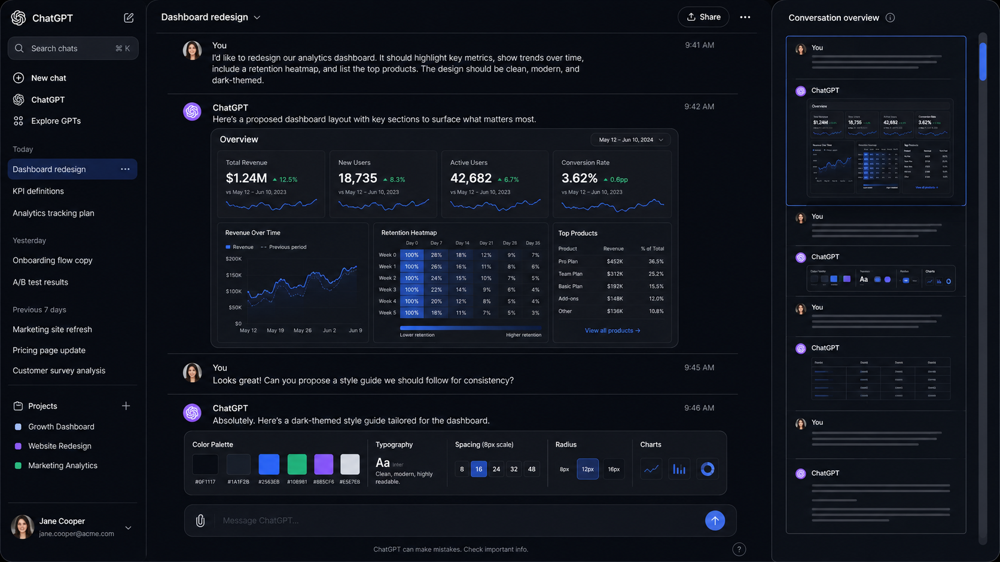 ChatGPT
Search chats
⌘ K
New chat
ChatGPT
Explore GPTs
Today
Dashboard redesign
KPI definitions
Analytics tracking plan
Yesterday
Onboarding flow copy
A/B test results
Previous 7 days
Marketing site refresh
Pricing page update
Customer survey analysis
Projects
Growth Dashboard
Website Redesign
Marketing Analytics
Jane Cooper
jane.cooper@acme.com
Dashboard redesign
Share
You
9:41 AM
I'd like to redesign our analytics dashboard. It should highlight key metrics, show trends over time,
include a retention heatmap, and list the top products. The design should be clean, modern, and
dark-themed.
ChatGPT
9:42 AM
Here's a proposed dashboard layout with key sections to surface what matters most.
Overview
May 12 – Jun 10, 2024
Total Revenue
$1.24M
12.5%
vs May 12 – Jun 10, 2023
New Users
18,735
8.3%
vs May 12 – Jun 10, 2023
Active Users
42,682
6.7%
vs May 12 – Jun 10, 2023
Conversion Rate
3.62%
0.6pp
vs May 12 – Jun 10, 2023
Revenue Over Time
Revenue
Previous period
$200K
$150K
$100K
$50K
$0
May 12 May 19 May 26 Jun 2 Jun 9
Retention Heatmap
Day 0 Day 7 Day 14 Day 21 Day 28 Day 35
Week 0 100% 28% 18% 12% 9% 7%
Week 1 100% 26% 16% 11% 8% 6%
Week 2 100% 24% 15% 10% 7% 5%
Week 3 100% 22% 14% 9% 6% 4%
Week 4 100% 20% 12% 8% 5% 4%
Week 5 100% 18% 11% 7% 5% 3%
Lower retention Higher retention
Top Products
Product Revenue % of Total
Pro Plan $452K 36.5%
Team Plan $312K 25.2%
Basic Plan $192K 15.5%
Add-ons $148K 12.0%
Other $136K 10.8%
View all products →
You
9:45 AM
Looks great! Can you propose a style guide we should follow for consistency?
ChatGPT
9:46 AM
Absolutely. Here's a dark-themed style guide tailored for the dashboard.
Color Palette
#0F1117 #1A1F2B #2563EB #10B981 #8B5CF6 #E5E7EB
Typography
Aa Inter
Clean, modern, highly
readable.
Spacing (8px scale)
8 16 24 32 48
Radius
8px 12px 16px
Charts
Message ChatGPT...
ChatGPT can make mistakes. Check important info.
?
Conversation overview
You
ChatGPT
Overview
Total Revenue
$1.24M
18,735
Active Users
42,682
Conversion Rate
3.62%
Revenue Over Time
Retention Heatmap
Top Products
View all products →
You
ChatGPT
Aa
Charts
You
ChatGPT
You
ChatGPT